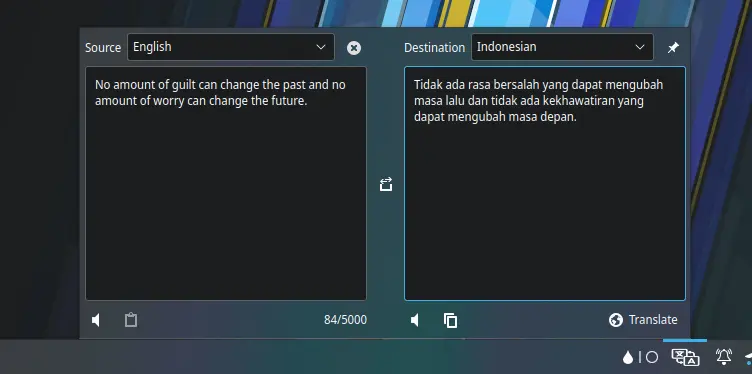 Source English
Destination Indonesian
No amount of guilt can change the past and no
amount of worry can change the future.
Tidak ada rasa bersalah yang dapat mengubah
masa lalu dan tidak ada kekhawatiran yang
dapat mengubah masa depan.
84/5000
Translate